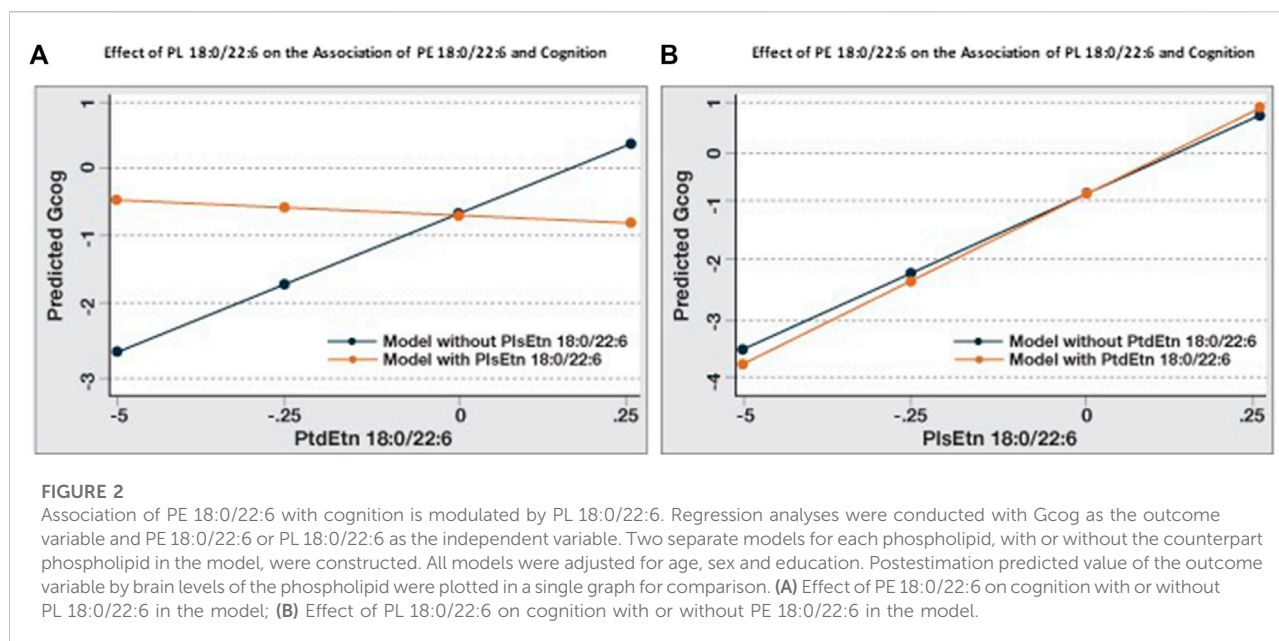 A
Effect of PL 18:0/22:6 on the Association of PE 18:0/22:6 and Cognition
Predicted Gcog
1
0
-1
-2
-3
Model without PlsEtn 18:0/22:6
Model with PlsEtn 18:0/22:6
-5
-.25
0
.25
PtdEtn 18:0/22:6
B
Effect of PE 18:0/22:6 on the Association of PL 18:0/22:6 and Cognition
Predicted Gcog
1
0
-1
-2
-3
-4
Model without PtdEtn 18:0/22:6
Model with PtdEtn 18:0/22:6
-5
-.25
0
.25
PlsEtn 18:0/22:6
FIGURE 2
Association of PE 18:0/22:6 with cognition is modulated by PL 18:0/22:6. Regression analyses were conducted with Gcog as the outcome
variable and PE 18:0/22:6 or PL 18:0/22:6 as the independent variable. Two separate models for each phospholipid, with or without the counterpart
phospholipid in the model, were constructed. All models were adjusted for age, sex and education. Postestimation predicted value of the outcome
variable by brain levels of the phospholipid were plotted in a single graph for comparison. (A) Effect of PE 18:0/22:6 on cognition with or without
PL 18:0/22:6 in the model; (B) Effect of PL 18:0/22:6 on cognition with or without PE 18:0/22:6 in the model.